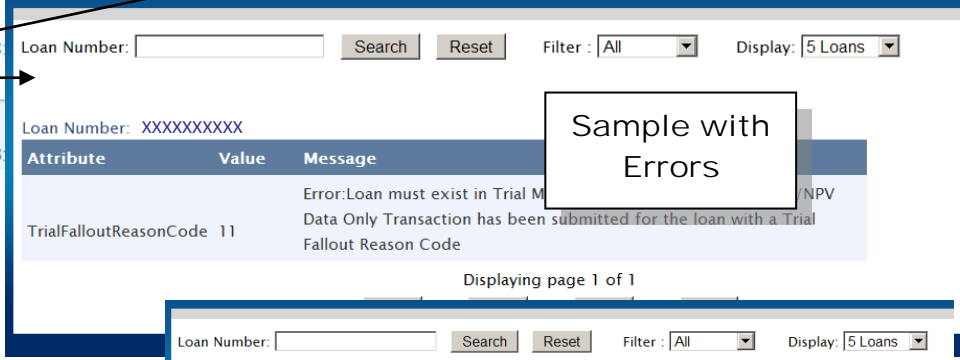 Loan Number: Search Reset Filter : All Display: 5 Loans
Loan Number: XXXXXXXXXX
Sample with
Errors
Attribute Value Message
Error:Loan must exist in Trial M /NPV
Data Only Transaction has been submitted for the loan with a Trial
TrialFalloutReasonCode 11
Fallout Reason Code
Displaying page 1 of 1
Loan Number: Search Reset Filter : All Display: 5 Loans